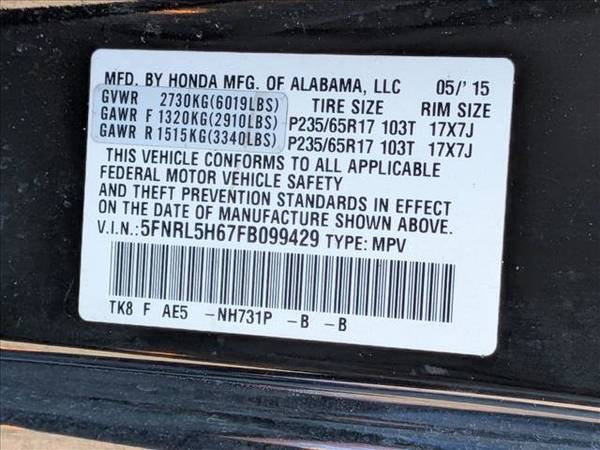 MFD. BY HONDA MFG. OF ALABAMA, LLC 05/'15
GVWR 2730KG(6019LBS) TIRE SIZE RIM SIZE
GAWR F 1320KG(2910LBS) P235/65R17 103T 17X7J
GAWR R 1515KG(3340LBS) P235/65R17 103T 17X7J
THIS VEHICLE CONFORMS TO ALL APPLICABLE
FEDERAL MOTOR VEHICLE SAFETY
AND THEFT PREVENTION STANDARDS IN EFFECT
ON THE DATE OF MANUFACTURE SHOWN ABOVE.
V.I.N.:5FNRL5H67FB099429 TYPE: MPV
TK8 F AE5 -NH731P -B -B